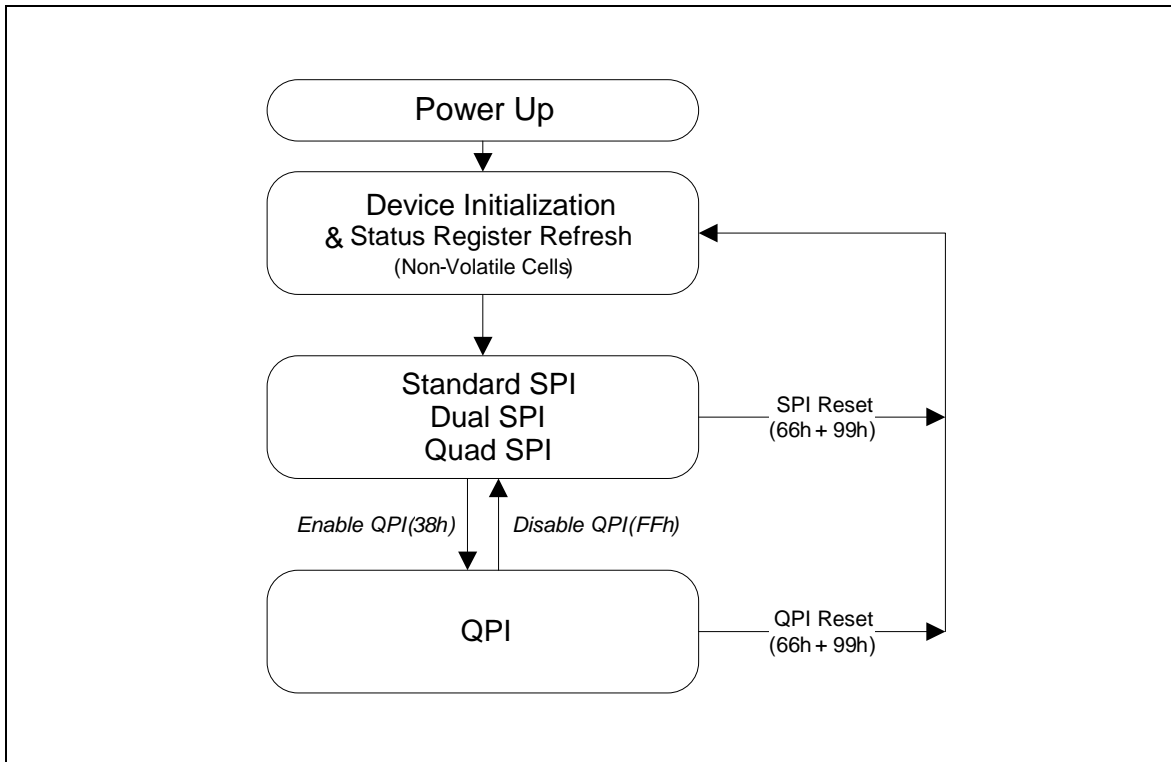 Power Up
Device Initialization
& Status Register Refresh
(Non-Volatile Cells)
Standard SPI
Dual SPI
Quad SPI
SPI Reset
(66h + 99h)
Enable QPI(38h)
Disable QPI(FFh)
QPI
QPI Reset
(66h + 99h)